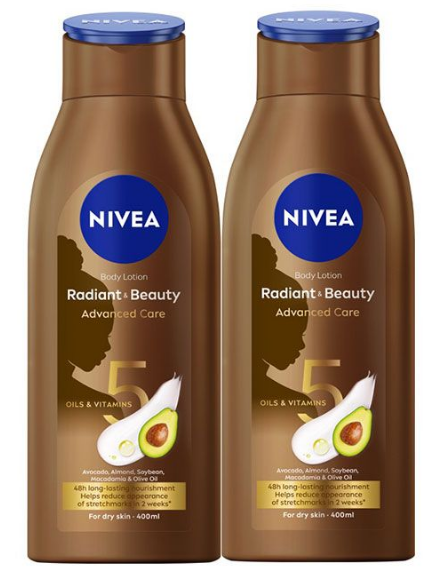 NIVEA
Body Lotion
Radiant & Beauty
Advanced Care
5
OILS & VITAMINS
Avocado, Almond, Soybean,
Macadamia & Olive Oil
48h long-lasting nourishment
Helps reduce appearance
of stretchmarks in 2 weeks*
For dry skin - 400ml
NIVEA
Body Lotion
Radiant & Beauty
Advanced Care
5
OILS & VITAMINS
Avocado, Almond, Soybean,
Macadamia & Olive Oil
48h long-lasting nourishment
Helps reduce appearance
of stretchmarks in 2 weeks*
For dry skin - 400ml